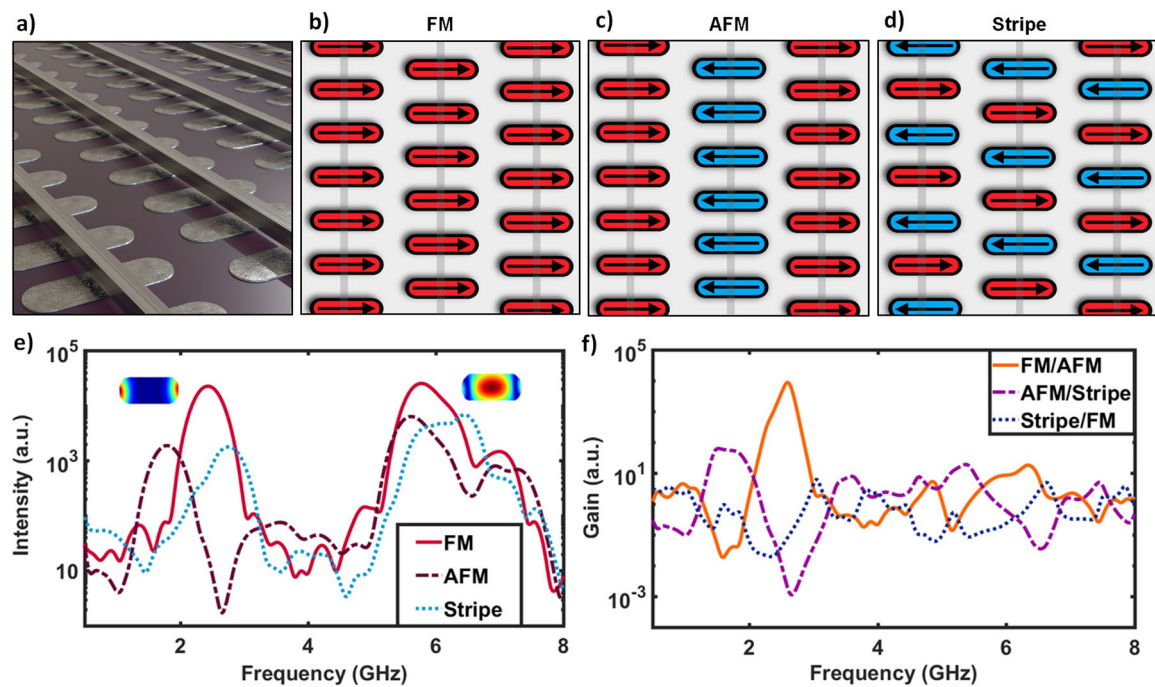 a)
b)
FM
c)
AFM
d)
Stripe
e)
10^5
10^3
10
Intensity (a.u.)
2
4
6
8
Frequency (GHz)
FM
AFM
Stripe
f)
10^5
10^1
10^-3
Gain (a.u.)
2
4
6
8
Frequency (GHz)
FM/AFM
AFM/Stripe
Stripe/FM